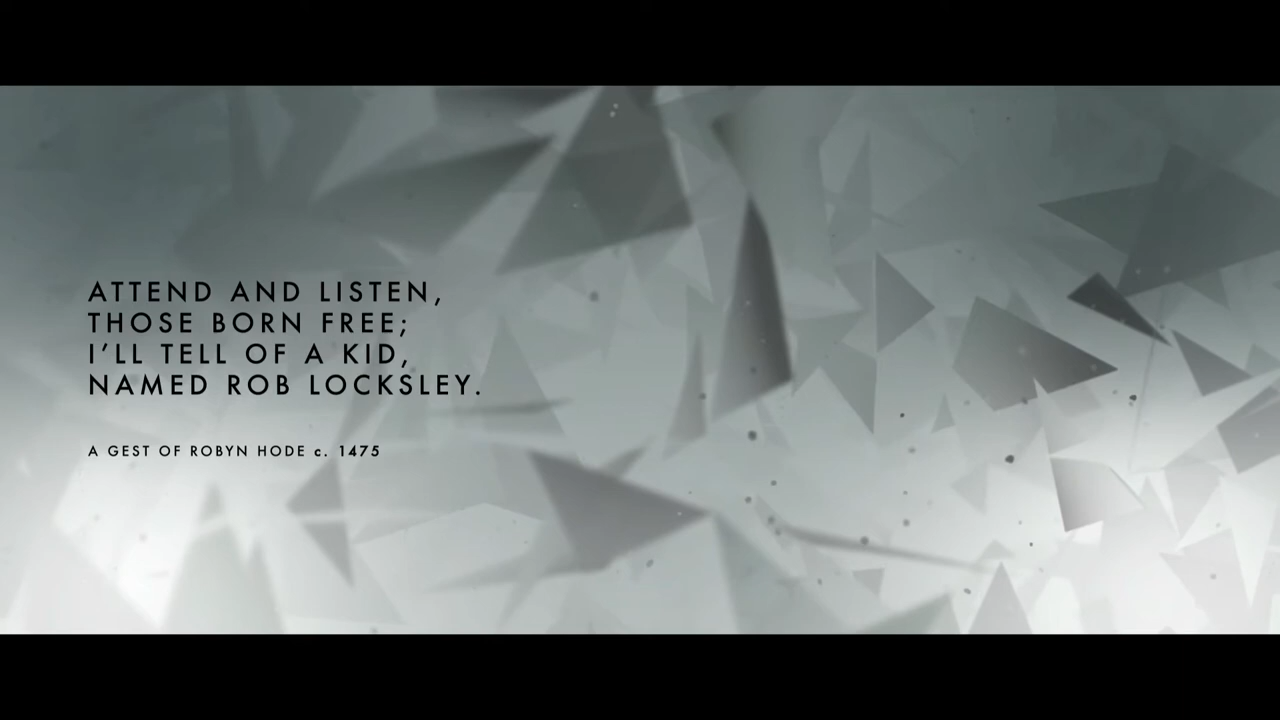 ATTEND AND LISTEN,
THOSE BORN FREE;
I’LL TELL OF A KID,
NAMED ROB LOCKSLEY.
A GEST OF ROBYN HODE c. 1475